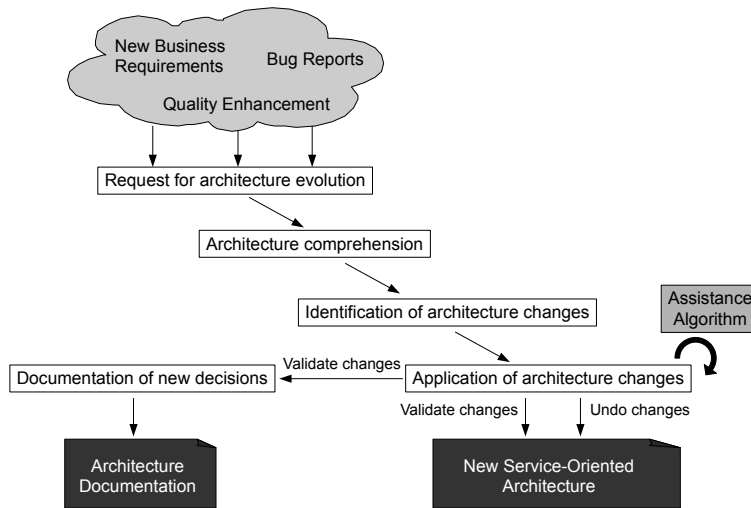 New Business
Requirements
Bug Reports
Quality Enhancement
Request for architecture evolution
Architecture comprehension
Identification of architecture changes
Assistance
Algorithm
Documentation of new decisions
Validate changes
Application of architecture changes
Validate changes
Undo changes
Architecture
Documentation
New Service-Oriented
Architecture